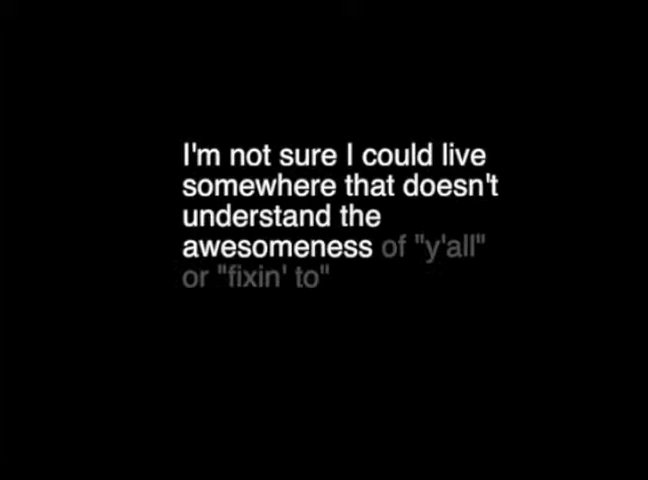 I'm not sure I could live
somewhere that doesn't
understand the
awesomeness of "y'all"
or "fixin' to"